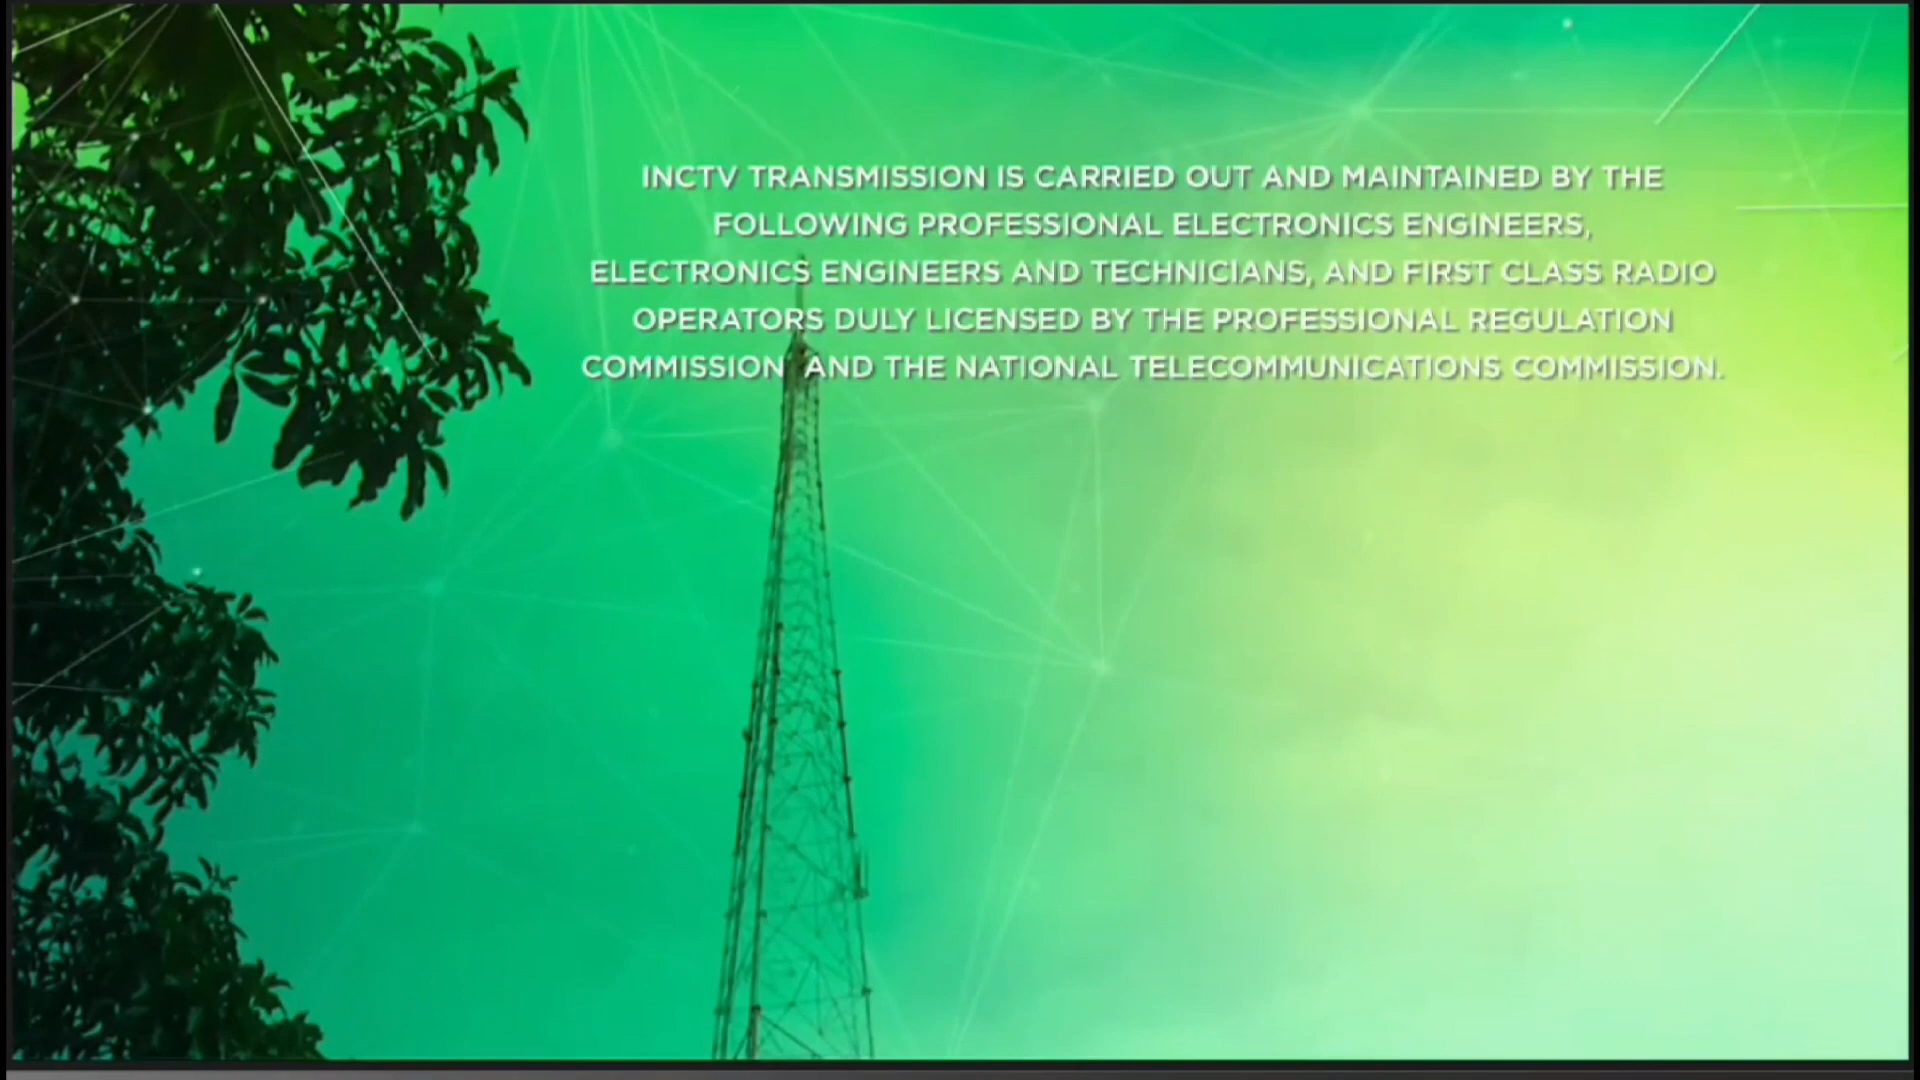 INCTV TRANSMISSION IS CARRIED OUT AND MAINTAINED BY THE
FOLLOWING PROFESSIONAL ELECTRONICS ENGINEERS,
ELECTRONICS ENGINEERS AND TECHNICIANS, AND FIRST CLASS RADIO
OPERATORS DULY LICENSED BY THE PROFESSIONAL REGULATION
COMMISSION AND THE NATIONAL TELECOMMUNICATIONS COMMISSION.